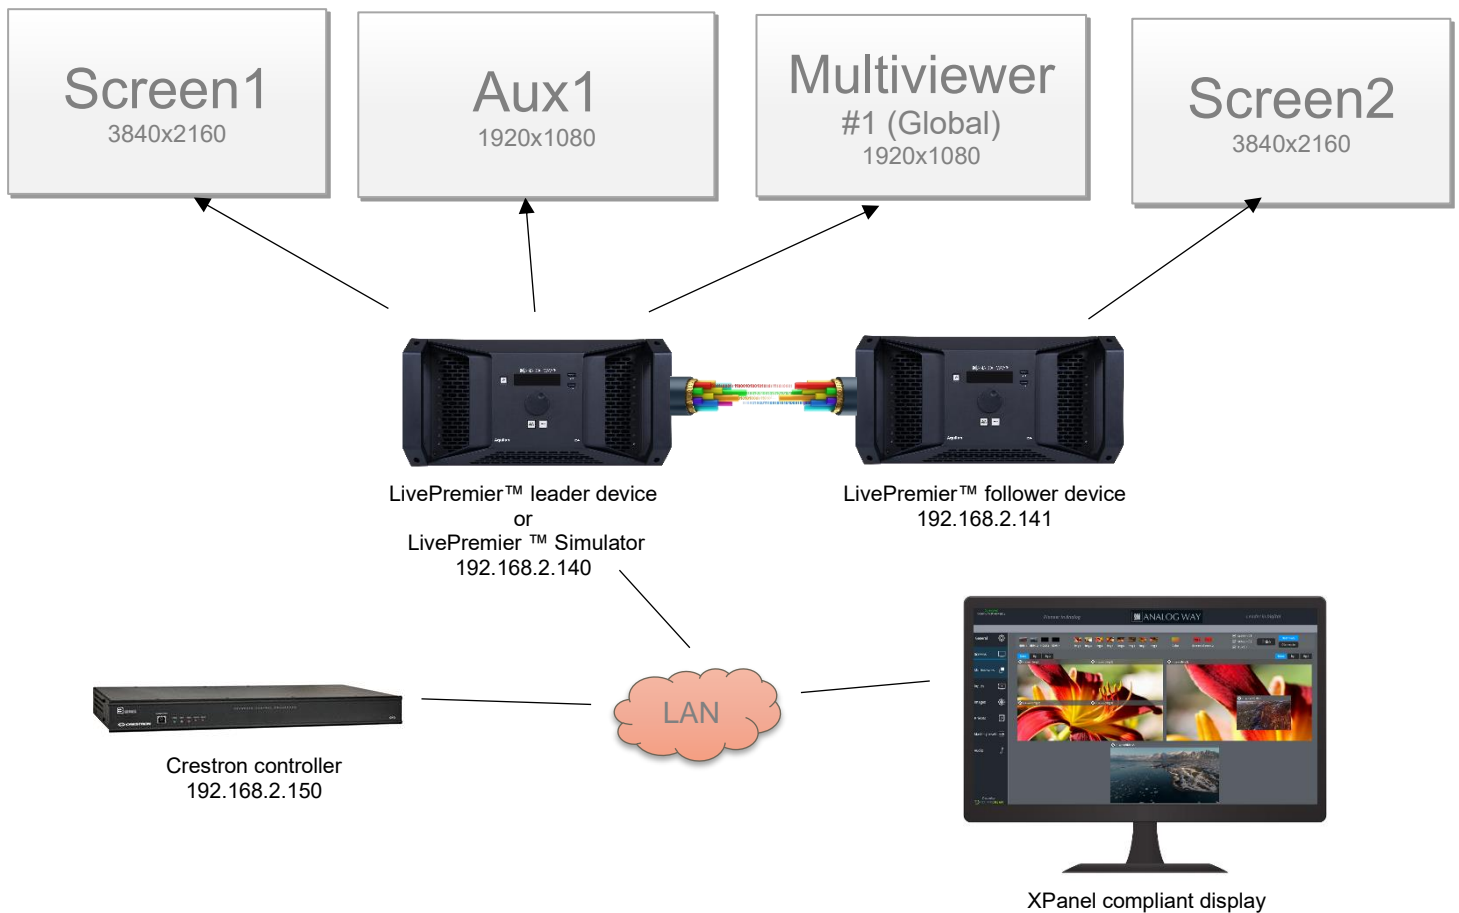 Screen1
3840x2160
Aux1
1920x1080
Multiviewer
#1 (Global)
1920x1080
Screen2
3840x2160
LivePremier™ leader device
or
LivePremier ™ Simulator
192.168.2.140
LivePremier™ follower device
192.168.2.141
ANALOG WAY
LAN
CRESTRON
Crestron controller
192.168.2.150
XPanel compliant display